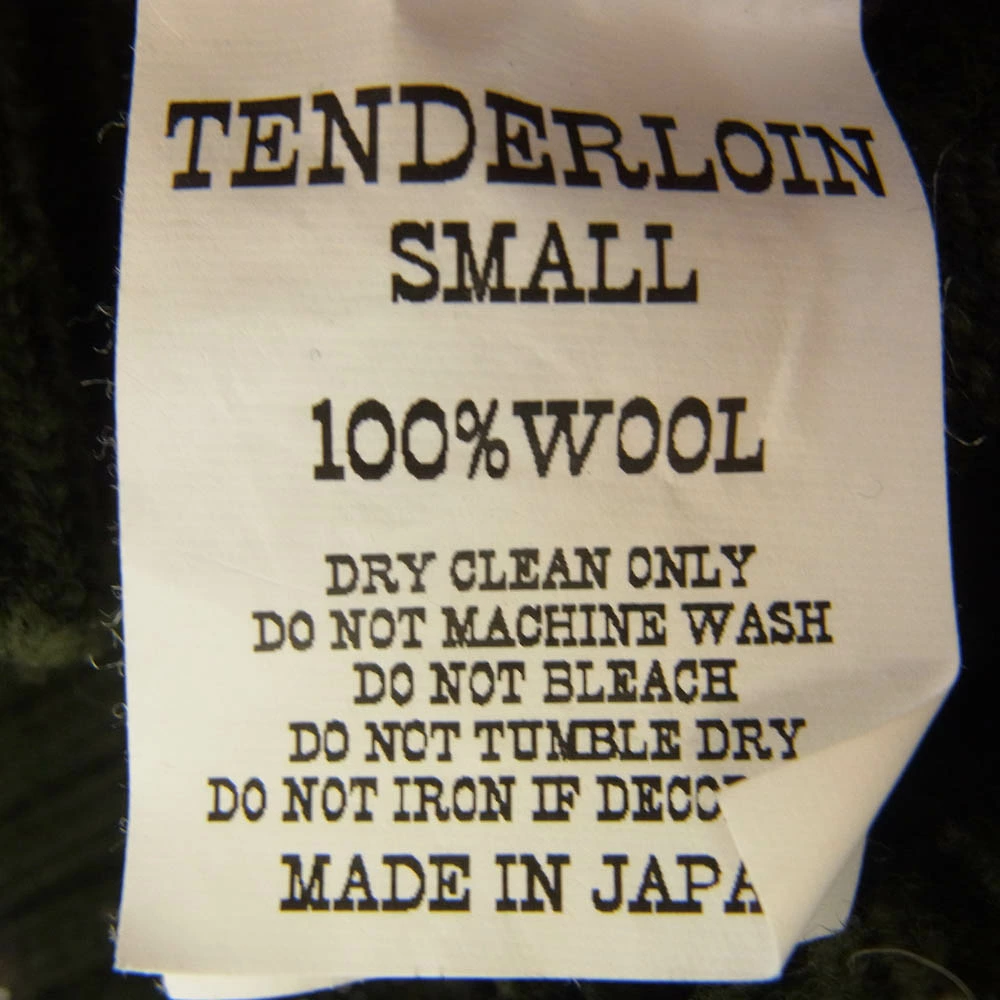 TENDERLOIN
SMALL
100% WOOL
DRY CLEAN ONLY
DO NOT MACHINE WASH
DO NOT BLEACH
DO NOT TUMBLE DRY
DO NOT IRON IF
MADE IN